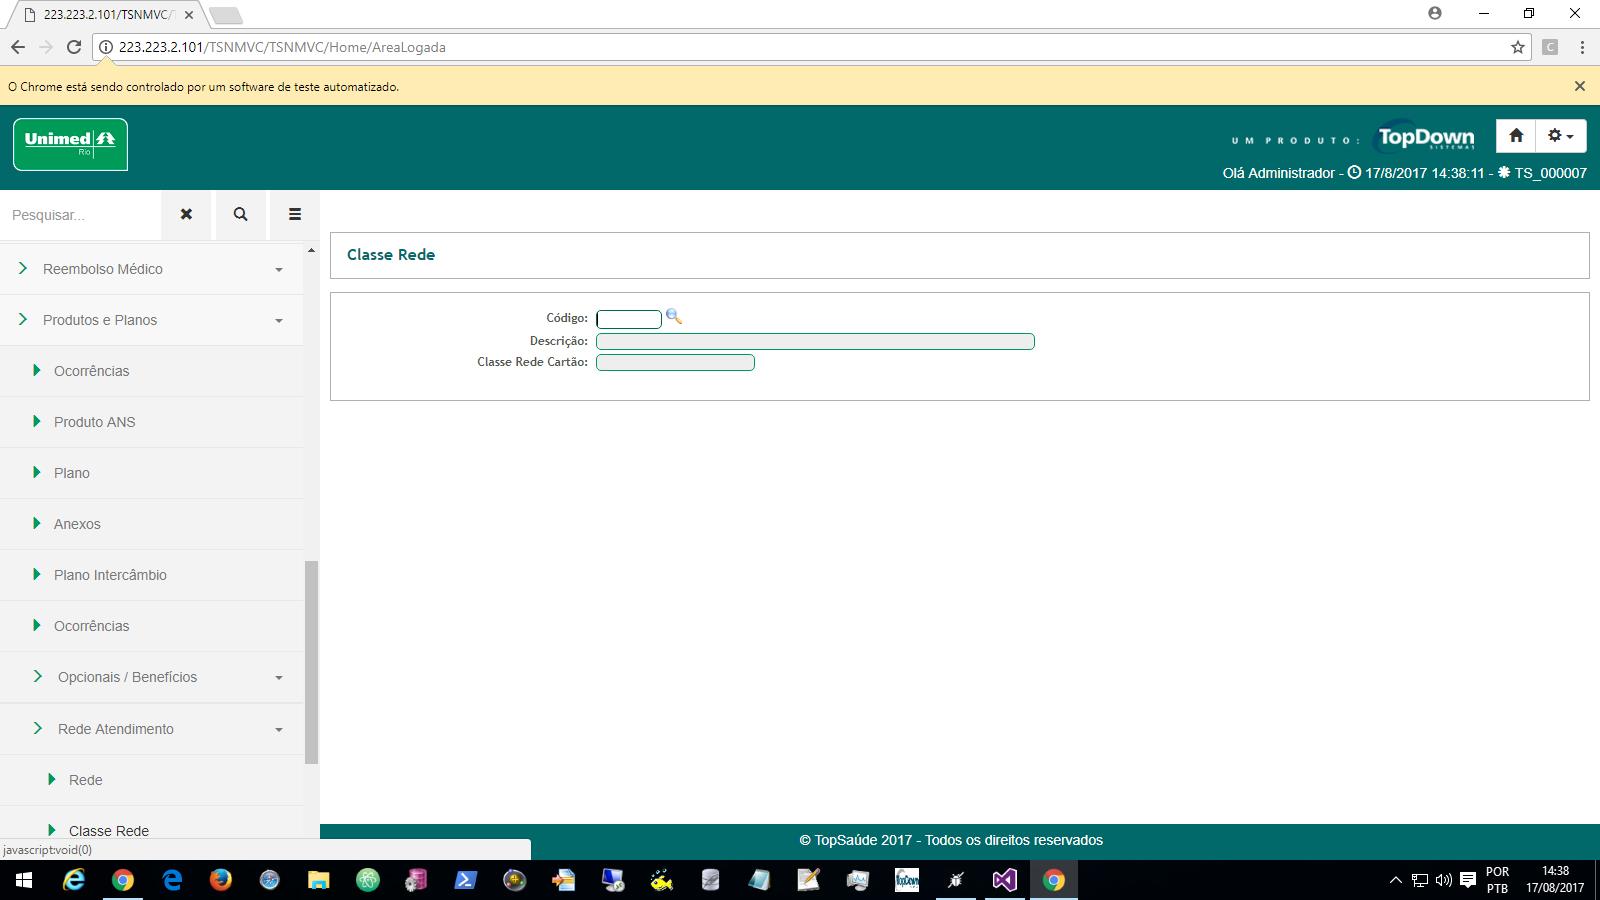 223.223.2.101/TSNMVC/
223.223.2.101/TSNMVC/TSNMVC/Home/AreaLogada
C
O Chrome está sendo controlado por um software de teste automatizado.
Unimed
Rio
UM PRODUTO:
TopDown
SISTEMAS
Olá Administrador - 17/8/2017 14:38:11 - TS_000007
Pesquisar...
Classe Rede
Reembolso Médico
Produtos e Planos
Ocorrências
Produto ANS
Plano
Anexos
Plano Intercâmbio
Ocorrências
Opcionais / Benefícios
Rede Atendimento
Rede
Classe Rede
Código:
Descrição:
Classe Rede Cartão:
javascript:void(0)
© TopSaúde 2017 - Todos os direitos reservados
TopDown
POR
PTB
14:38
17/08/2017